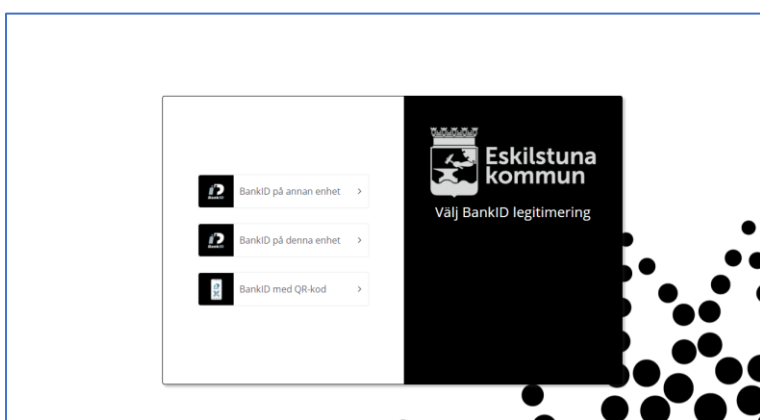 BankID på annan enhet
BankID på denna enhet
BankID med QR-kod
Eskilstuna
kommun
Välj BankID legitimering